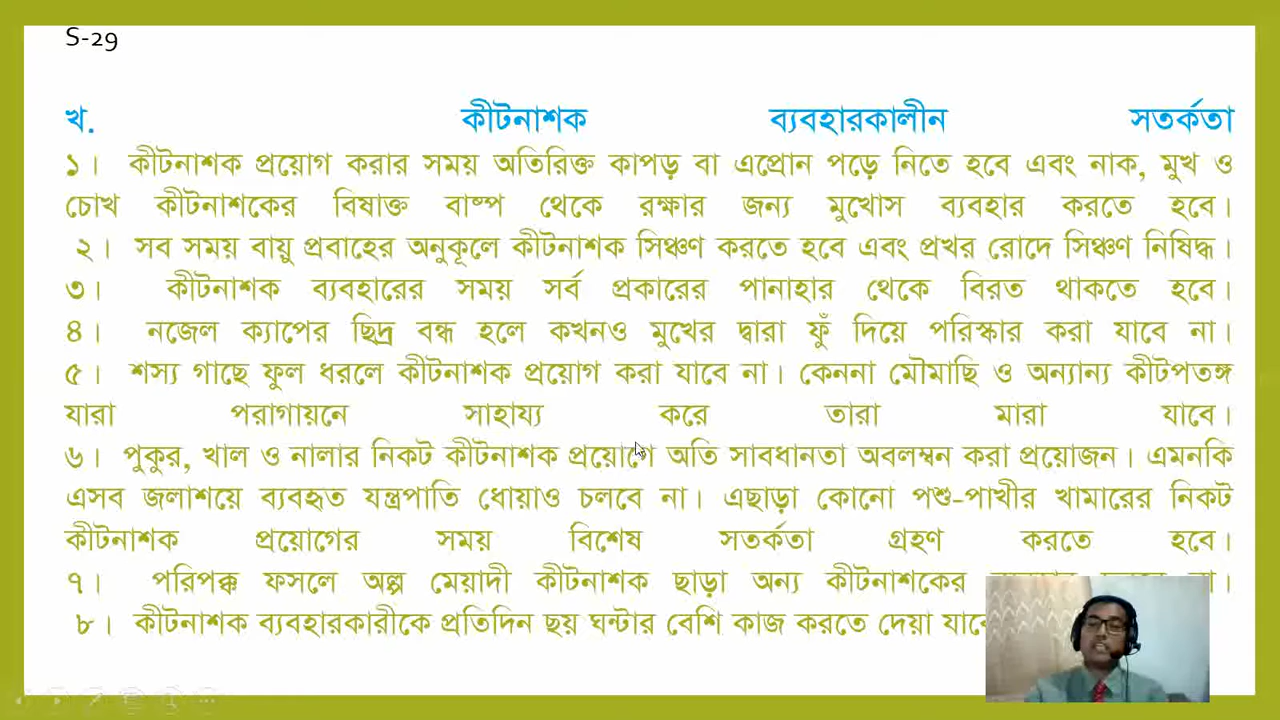 S-29
খ. কীটনাশক ব্যবহারকালীন সতর্কতা
১। কীটনাশক প্রয়োগ করার সময় অতিরিক্ত কাপড় বা এপ্রোন পড়ে নিতে হবে এবং নাক, মুখ ও
চোখ কীটনাশকের বিষাক্ত বাষ্প থেকে রক্ষার জন্য মুখোস ব্যবহার করতে হবে।
২। সব সময় বায়ু প্রবাহের অনুকূলে কীটনাশক সিঞ্চণ করতে হবে এবং প্রখর রোদে সিঞ্চণ নিষিদ্ধ।
৩। কীটনাশক ব্যবহারের সময় সর্ব প্রকারের পানাহার থেকে বিরত থাকতে হবে।
৪। নজেল ক্যাপের ছিদ্র বন্ধ হলে কখনও মুখের দ্বারা ফুঁ দিয়ে পরিস্কার করা যাবে না।
৫। শস্য গাছে ফুল ধরলে কীটনাশক প্রয়োগ করা যাবে না। কেননা মৌমাছি ও অন্যান্য কীটপতঙ্গ
যারা পরাগায়নে সাহায্য করে তারা মারা যাবে।
৬। পুকুর, খাল ও নালার নিকট কীটনাশক প্রয়োগে অতি সাবধানতা অবলম্বন করা প্রয়োজন। এমনকি
এসব জলাশয়ে ব্যবহৃত যন্ত্রপাতি ধোয়াও চলবে না। এছাড়া কোনো পশু-পাখীর খামারের নিকট
কীটনাশক প্রয়োগের সময় বিশেষ সতর্কতা গ্রহণ করতে হবে।
৭। পরিপক্ক ফসলে অল্প মেয়াদী কীটনাশক ছাড়া অন্য কীটনাশকের না।
৮। কীটনাশক ব্যবহারকারীকে প্রতিদিন ছয় ঘন্টার বেশি কাজ করতে দেয়া